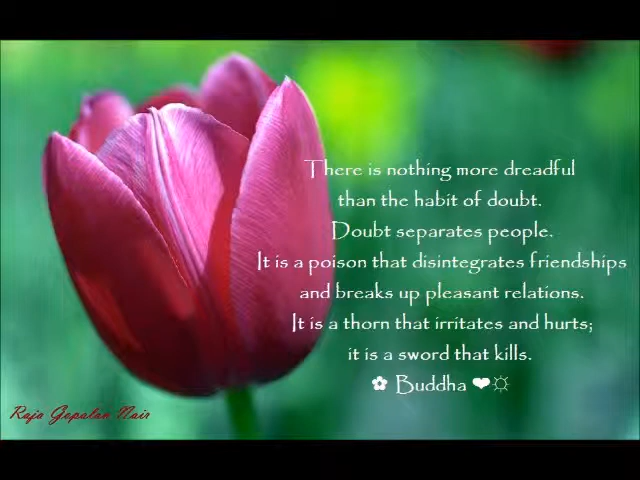 There is nothing more dreadful
than the habit of doubt.
Doubt separates people.
It is a poison that disintegrates friendships
and breaks up pleasant relations.
It is a thorn that irritates and hurts;
it is a sword that kills.
✿ Buddha ❤☼
Raja Gopalan Nair